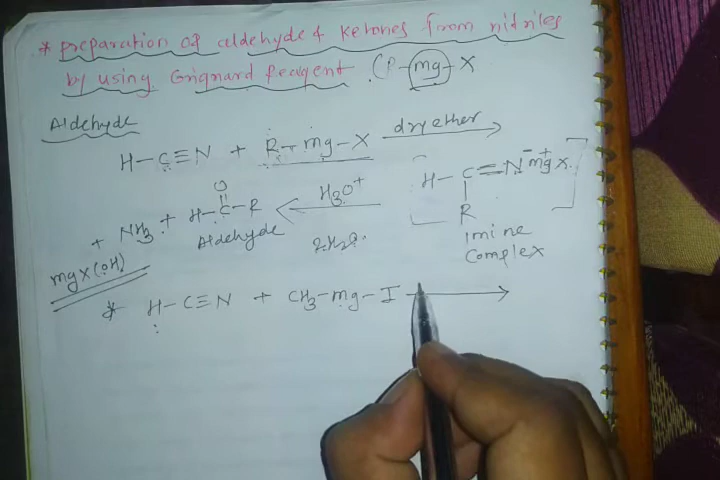 * Preparation of aldehyde & Ketones from nitriles
by using Grignard Reagent. (R-mg-X
Aldehyde
H-C≡N + R-mg-X dry ether
H-C=N⁻mg⁺X.
R
Imine
Complex
H3O⁺
2H2O.
O
+ NH3 + H-C-R
Aldehyde
mgx(OH)
* H-C≡N + CH3-mg-I